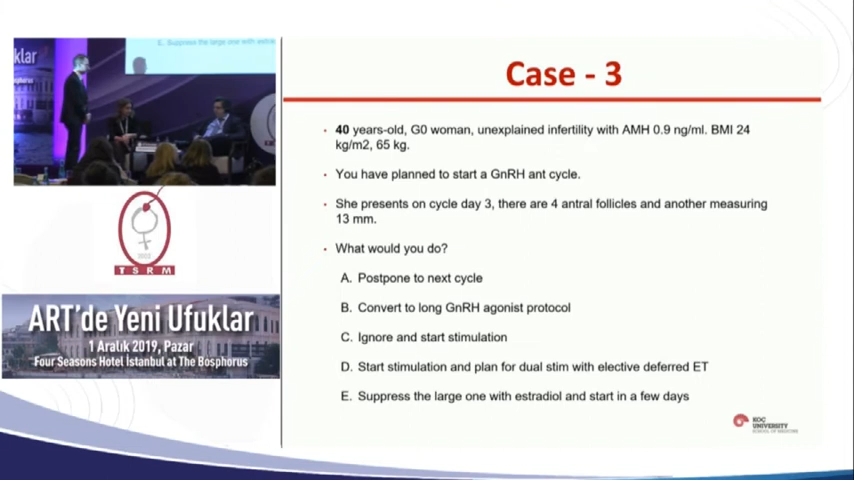 klar
E. Suppress the large one with estra
TSRM
ART'de Yeni Ufuklar
1 Aralık 2019, Pazar
Four Seasons Hotel İstanbul at The Bosphorus
Case - 3
40 years-old, G0 woman, unexplained infertility with AMH 0.9 ng/ml. BMI 24
kg/m2, 65 kg.
You have planned to start a GnRH ant cycle.
She presents on cycle day 3, there are 4 antral follicles and another measuring
13 mm.
What would you do?
A. Postpone to next cycle
B. Convert to long GnRH agonist protocol
C. Ignore and start stimulation
D. Start stimulation and plan for dual stim with elective deferred ET
E. Suppress the large one with estradiol and start in a few days
KOÇ
UNIVERSITY
SCHOOL OF MEDICINE